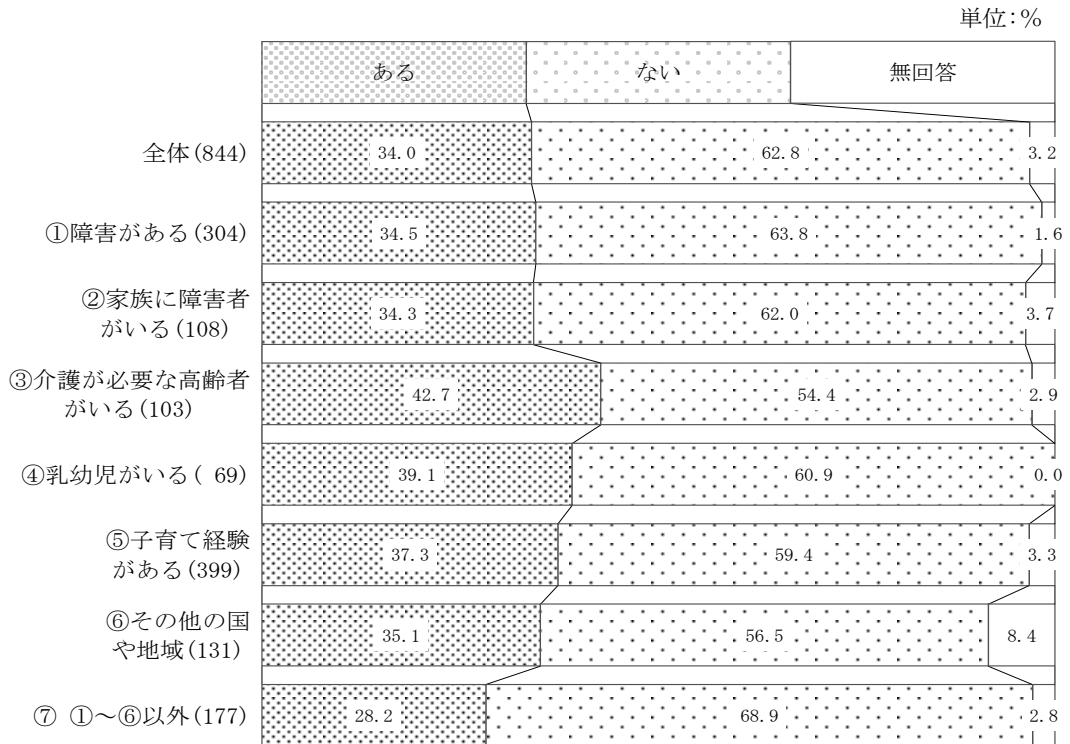 単位:%
ある ない 無回答
全体(844) 34.0 62.8 3.2
①障害がある(304) 34.5 63.8 1.6
②家族に障害者
がいる(108) 34.3 62.0 3.7
③介護が必要な高齢者
がいる(103) 42.7 54.4 2.9
④乳幼児がいる( 69) 39.1 60.9 0.0
⑤子育て経験
がある(399) 37.3 59.4 3.3
⑥その他の国
や地域(131) 35.1 56.5 8.4
⑦ ①～⑥以外(177) 28.2 68.9 2.8